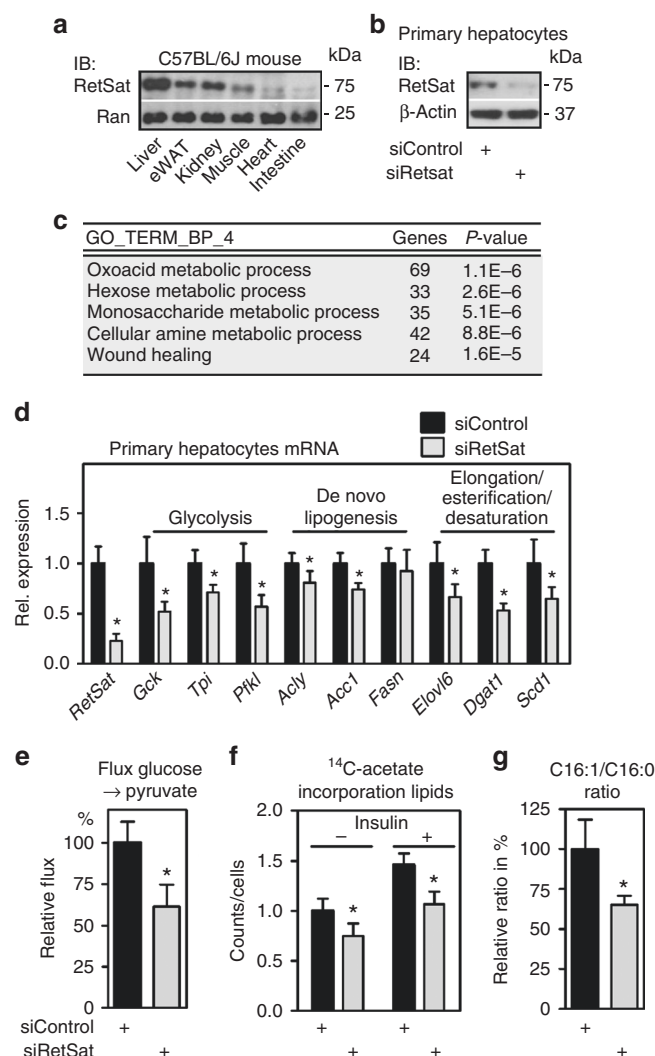 a
C57BL/6J mouse
kDa
IB:
RetSat
- 75
Ran
- 25
Liver
eWAT
Kidney
Muscle
Heart
Intestine
b
Primary hepatocytes
IB:
kDa
RetSat
- 75
β-Actin
- 37
siControl +
siRetsat +
c
GO_TERM_BP_4 Genes P-value
Oxoacid metabolic process 69 1.1E–6
Hexose metabolic process 33 2.6E–6
Monosaccharide metabolic process 35 5.1E–6
Cellular amine metabolic process 42 8.8E–6
Wound healing 24 1.6E–5
d
siControl
siRetSat
Primary hepatocytes mRNA
Rel. expression
1.5
1.0
0.5
0.0
Glycolysis
De novo
lipogenesis
Elongation/
esterification/
desaturation
* * * * * * * * *
RetSat
Gck
Tpi
Pfkl
Acly
Acc1
Fasn
Elovl6
Dgat1
Scd1
e
Flux glucose
→ pyruvate
%
Relative flux
100
75
50
25
0
*
siControl +
siRetSat +
f
14C-acetate
incorporation lipids
Counts/cells
2.0
1.5
1.0
0.5
0.0
Insulin
– +
* *
+ +
+ +
g
C16:1/C16:0
ratio
Relative ratio in %
125
100
75
50
25
0
*
+
+